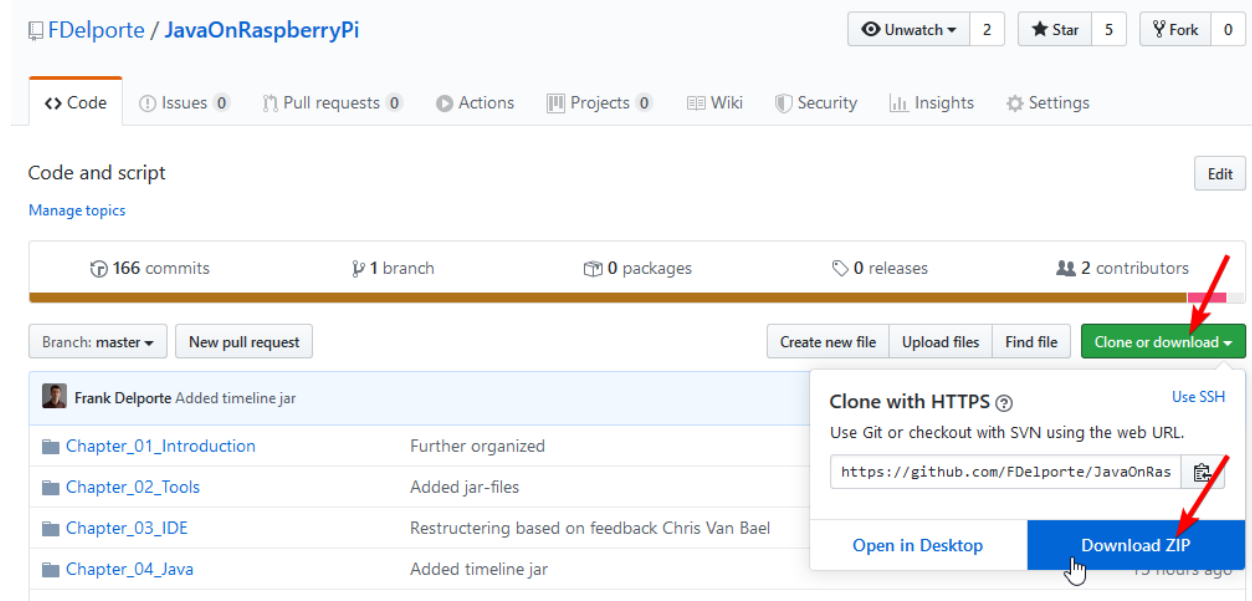 FDelporte / JavaOnRaspberryPi
Unwatch 2 Star 5 Fork 0
Code Issues 0 Pull requests 0 Actions Projects 0 Wiki Security Insights Settings
Code and script
Edit
Manage topics
166 commits 1 branch 0 packages 0 releases 2 contributors
Branch: master New pull request Create new file Upload files Find file Clone or download
Frank Delporte Added timeline jar
Chapter_01_Introduction Further organized
Chapter_02_Tools Added jar-files
Chapter_03_IDE Restructering based on feedback Chris Van Bael
Chapter_04_Java Added timeline jar
Clone with HTTPS ? Use SSH
Use Git or checkout with SVN using the web URL.
https://github.com/FDelporte/JavaOnRas
Open in Desktop Download ZIP
hours ago